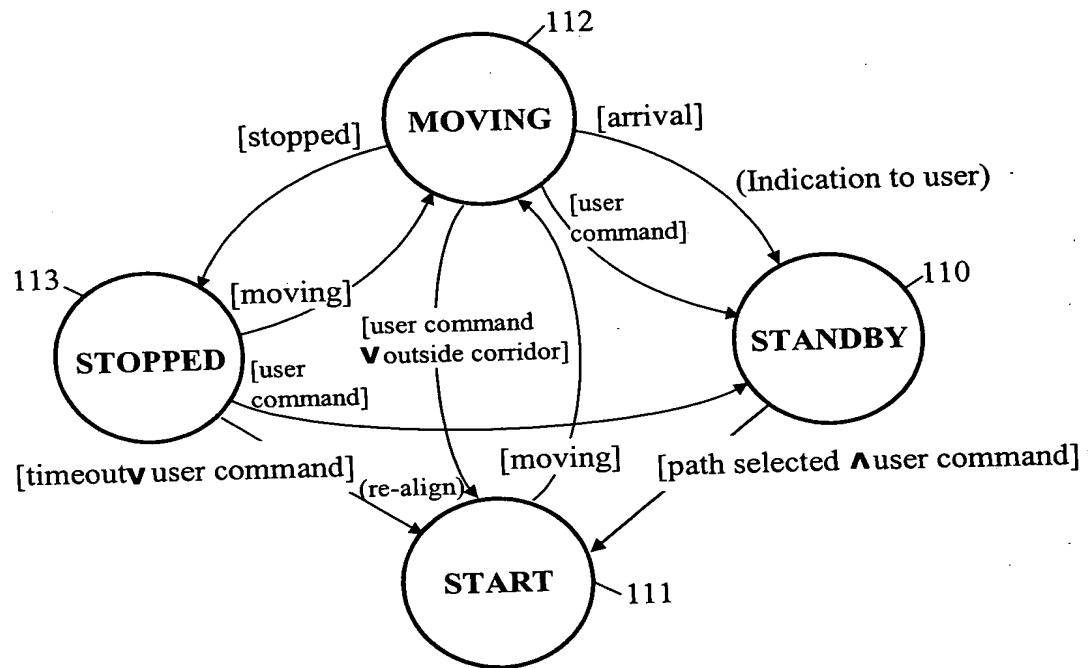 112
MOVING
[arrival]
[stopped]
(Indication to user)
[user
command]
113
110
[moving]
[user command
∨ outside corridor]
STANDBY
STOPPED
[user
command]
[timeout∨ user command]
[moving]
[path selected ∧ user command]
(re-align)
START
111